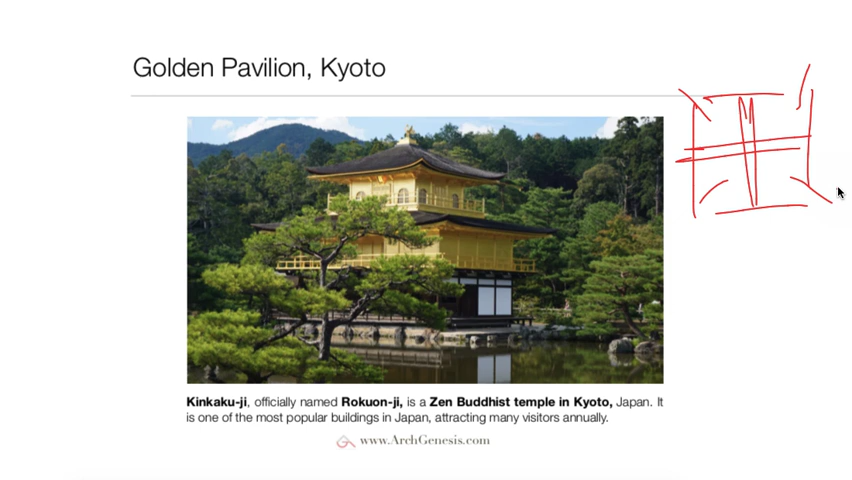 Golden Pavilion, Kyoto
Kinkaku-ji, officially named Rokuon-ji, is a Zen Buddhist temple in Kyoto, Japan. It
is one of the most popular buildings in Japan, attracting many visitors annually.
www.ArchGenesis.com